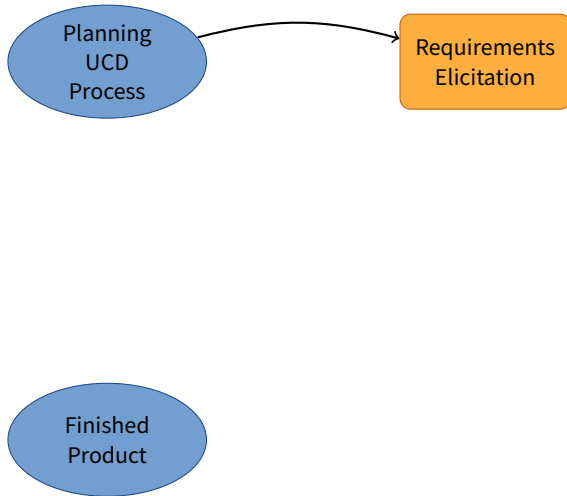 Planning
UCD
Process
Requirements
Elicitation
Finished
Product